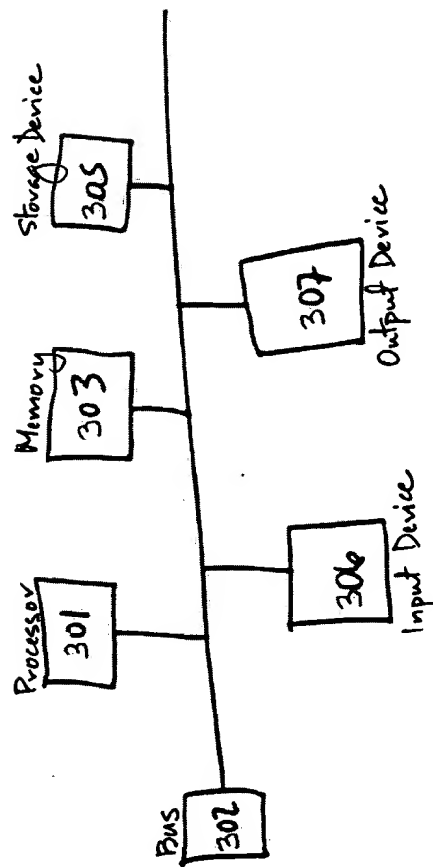 Processor
301
Memory
303
Storage Device
305
Bus
302
306
Input Device
307
Output Device